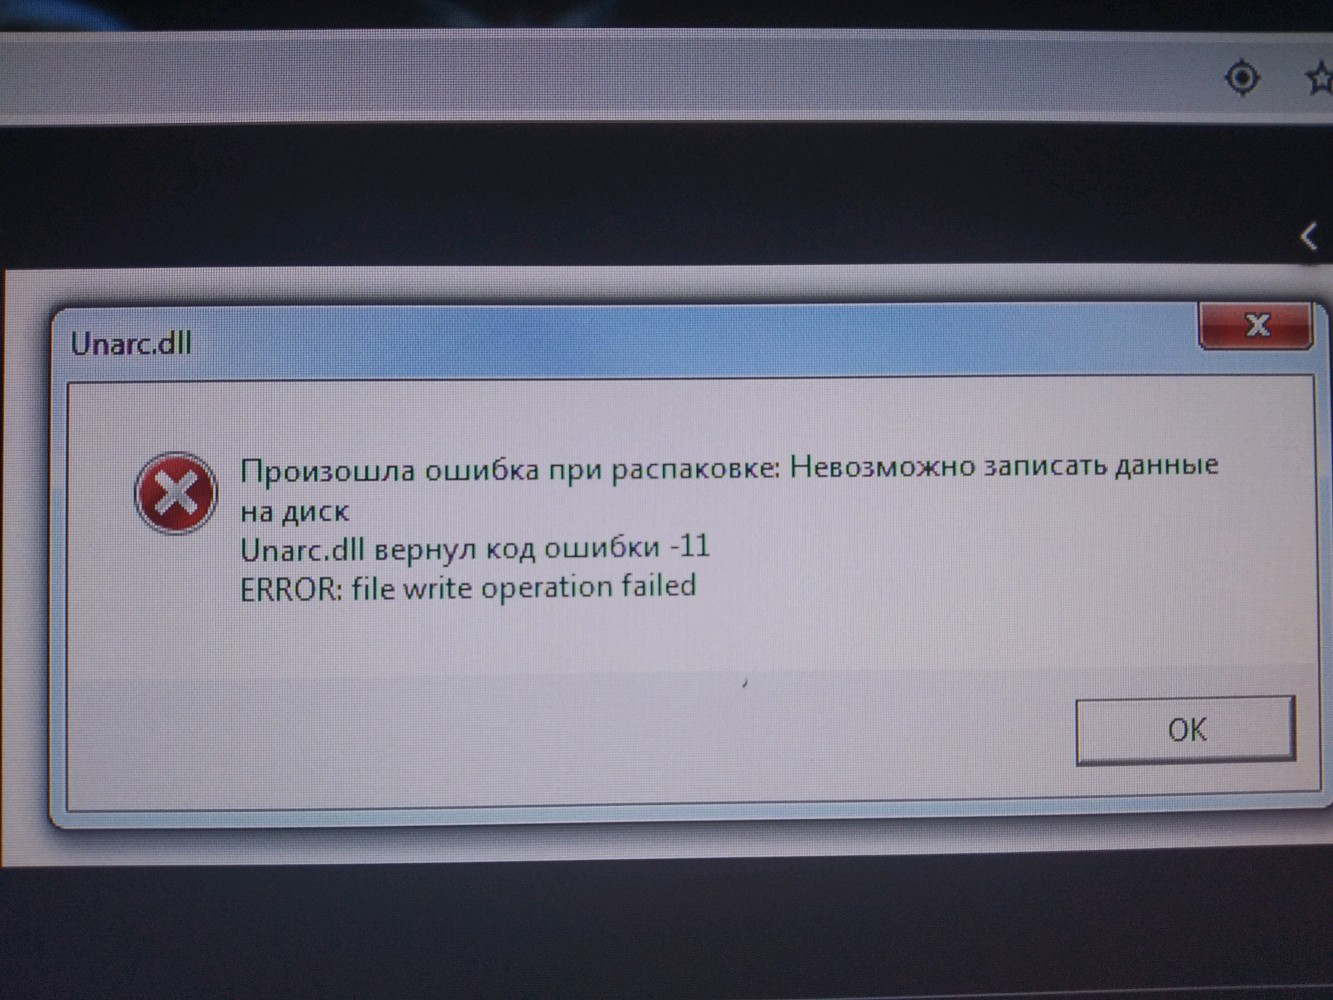 Unarc.dll
Произошла ошибка при распаковке: Невозможно записать данные
на диск
Unarc.dll вернул код ошибки -11
ERROR: file write operation failed
OK